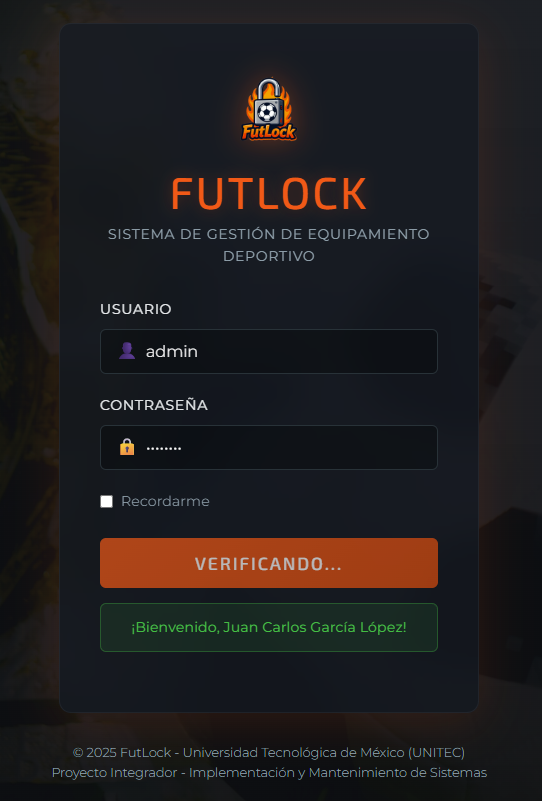 FutLock
FUTLOCK
SISTEMA DE GESTIÓN DE EQUIPAMIENTO
DEPORTIVO
USUARIO
admin
CONTRASEÑA
••••••••
Recordarme
VERIFICANDO...
¡Bienvenido, Juan Carlos García López!
© 2025 FutLock - Universidad Tecnológica de México (UNITEC)
Proyecto Integrador - Implementación y Mantenimiento de Sistemas